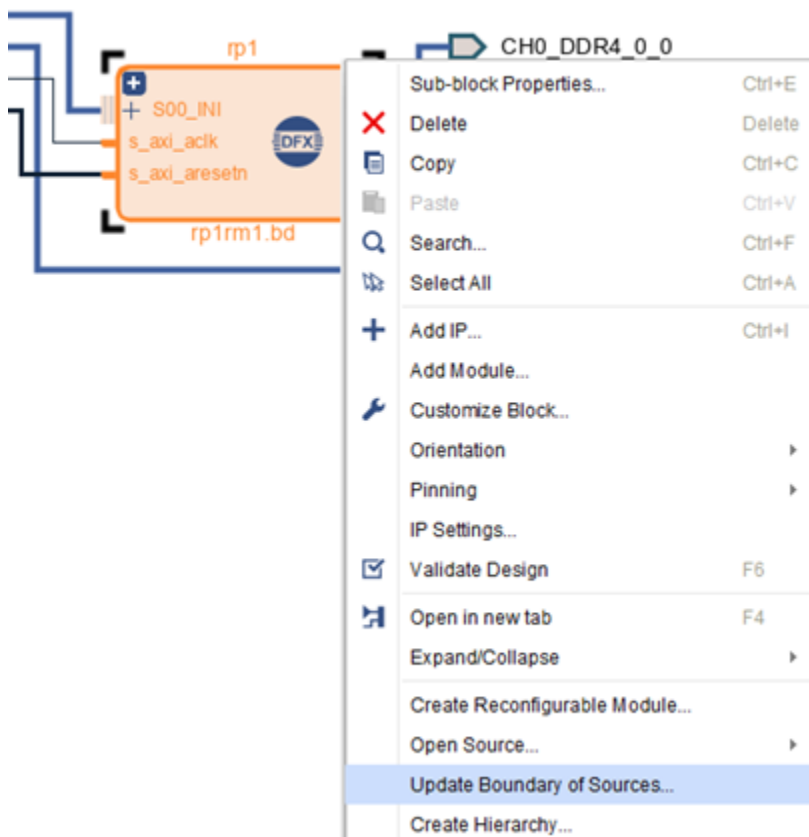 rp1
CH0_DDR4_0_0
S00_INI
s_axi_aclk
DFX
s_axi_aresetn
rp1rm1.bd
Sub-block Properties... Ctrl+E
Delete Delete
Copy Ctrl+C
Paste Ctrl+V
Search... Ctrl+F
Select All Ctrl+A
Add IP... Ctrl+I
Add Module...
Customize Block...
Orientation
Pinning
IP Settings...
Validate Design F6
Open in new tab F4
Expand/Collapse
Create Reconfigurable Module...
Open Source...
Update Boundary of Sources...
Create Hierarchy...